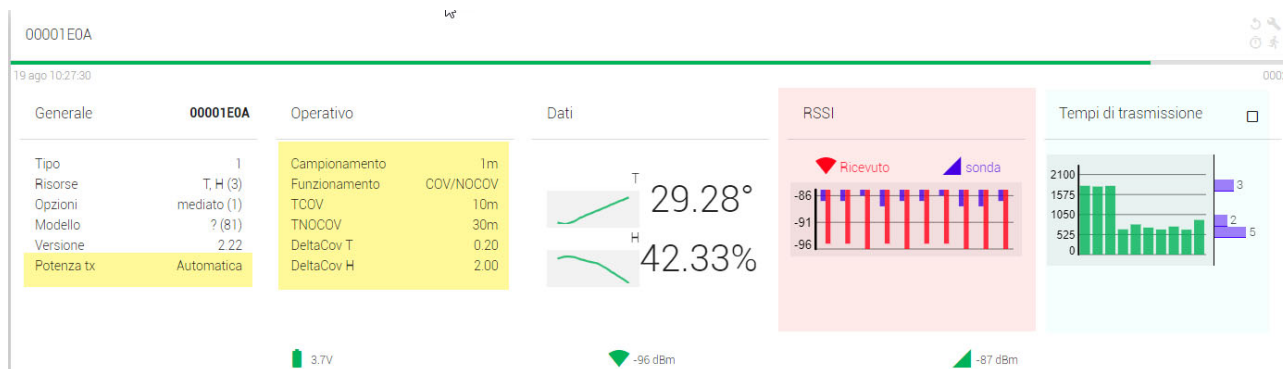 00001E0A
19 ago 10:27:30
Generale 00001E0A
Tipo 1
Risorse T, H (3)
Opzioni mediato (1)
Modello ? (81)
Versione 2.22
Potenza tx Automatica
Operativo
Campionamento 1m
Funzionamento COV/NOCOV
TCOV 10m
TNOCOV 30m
DeltaCov T 0.20
DeltaCov H 2.00
Dati
T 29.28°
H 42.33%
RSSI
Ricevuto sonda
-86
-91
-96
Tempi di trasmissione
2100
1575
1050
525
0
3
2
5
3.7V
-96 dBm
-87 dBm